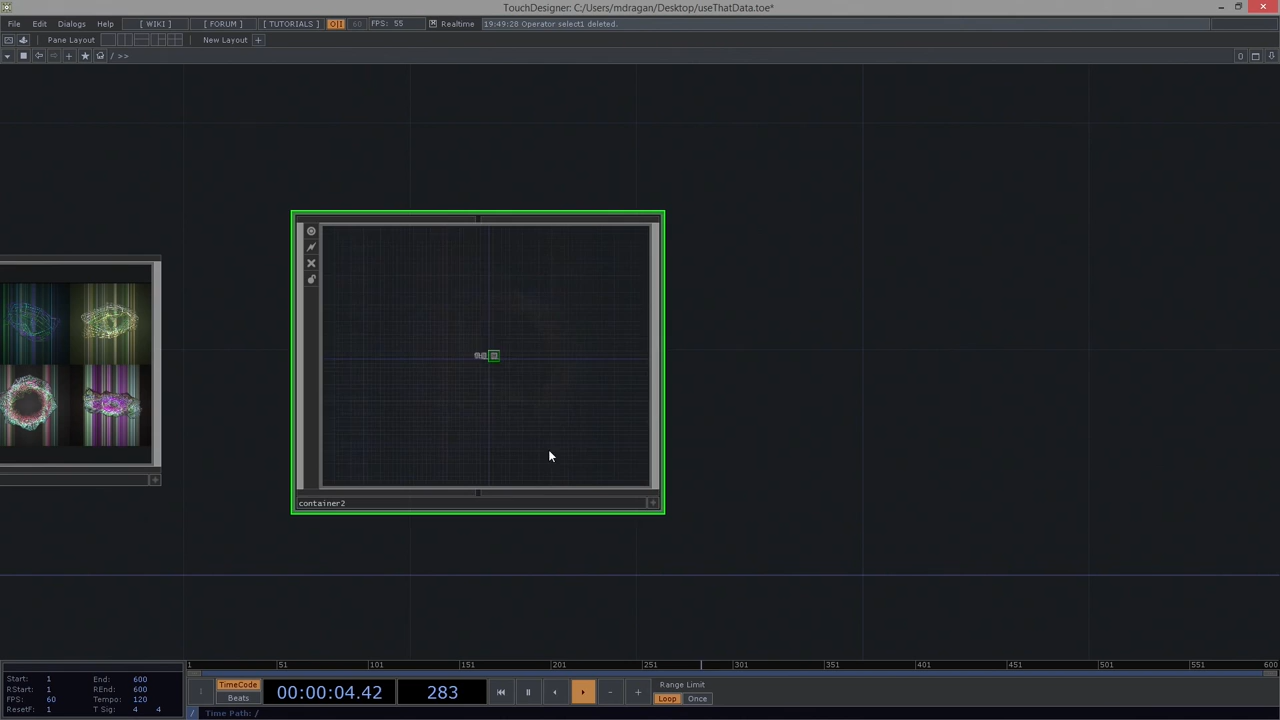 TouchDesigner: C:/Users/mdragan/Desktop/useThatData.toe*
File Edit Dialogs Help [ WIKI ] [ FORUM ] [ TUTORIALS ] O|I 60 FPS: 55 Realtime 19:49:28 Operator select1 deleted.
Pane Layout New Layout +
/ >> 0
container2
1 51 101 151 201 251 301 351 401 451 501 551 600
Start: 1 End: 600
RStart: 1 REnd: 600
FPS: 60 Tempo: 120
ResetF: 1 T Sig: 4 4
TimeCode
Beats
00:00:04.42 283
Range Limit
Loop Once
/ Time Path: /